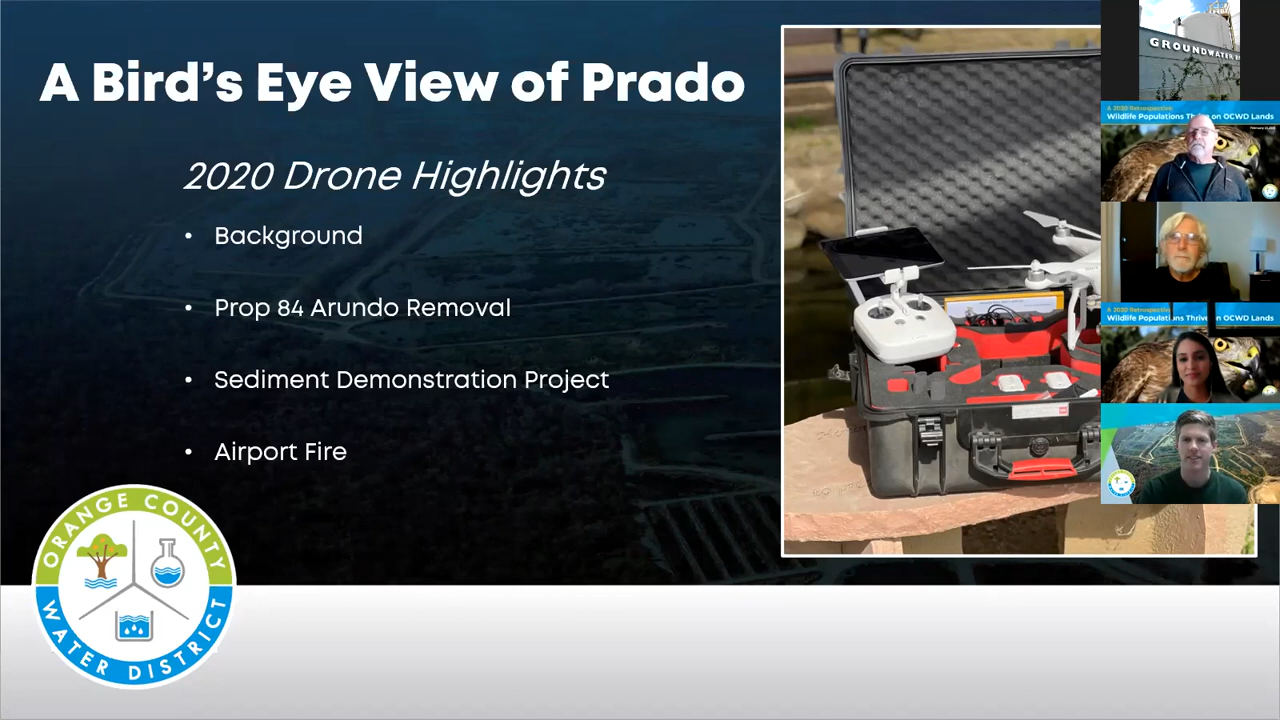 A Bird's Eye View of Prado
2020 Drone Highlights
• Background
• Prop 84 Arundo Removal
• Sediment Demonstration Project
• Airport Fire
ORANGE COUNTY
WATER DISTRICT
GROUNDWATER
A 2020 Retrospective
Wildlife Populations Thrive on OCWD Lands
A 2020 Retrospective
Wildlife Populations Thrive on OCWD Lands